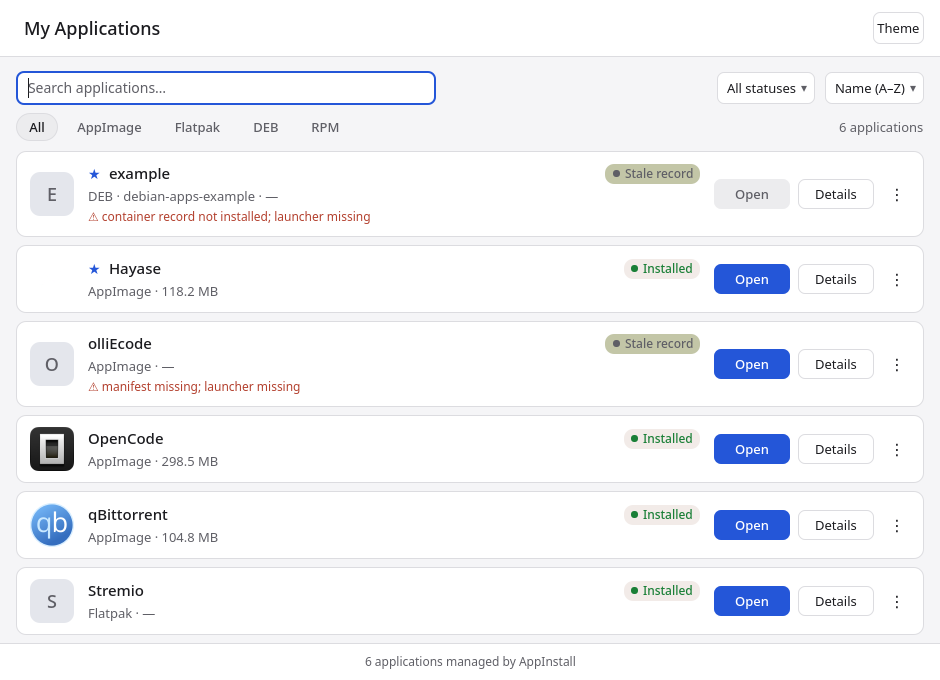 My Applications
Theme
Search applications...
All statuses ▾
Name (A–Z) ▾
All
AppImage
Flatpak
DEB
RPM
6 applications
E
★ example
Stale record
DEB · debian-apps-example · —
⚠ container record not installed; launcher missing
Open
Details
⋮
★ Hayase
Installed
AppImage · 118.2 MB
Open
Details
⋮
O
olliEcode
Stale record
AppImage · —
⚠ manifest missing; launcher missing
Open
Details
⋮
OpenCode
Installed
AppImage · 298.5 MB
Open
Details
⋮
qb
qBittorrent
Installed
AppImage · 104.8 MB
Open
Details
⋮
S
Stremio
Installed
Flatpak · —
Open
Details
⋮
6 applications managed by AppInstall